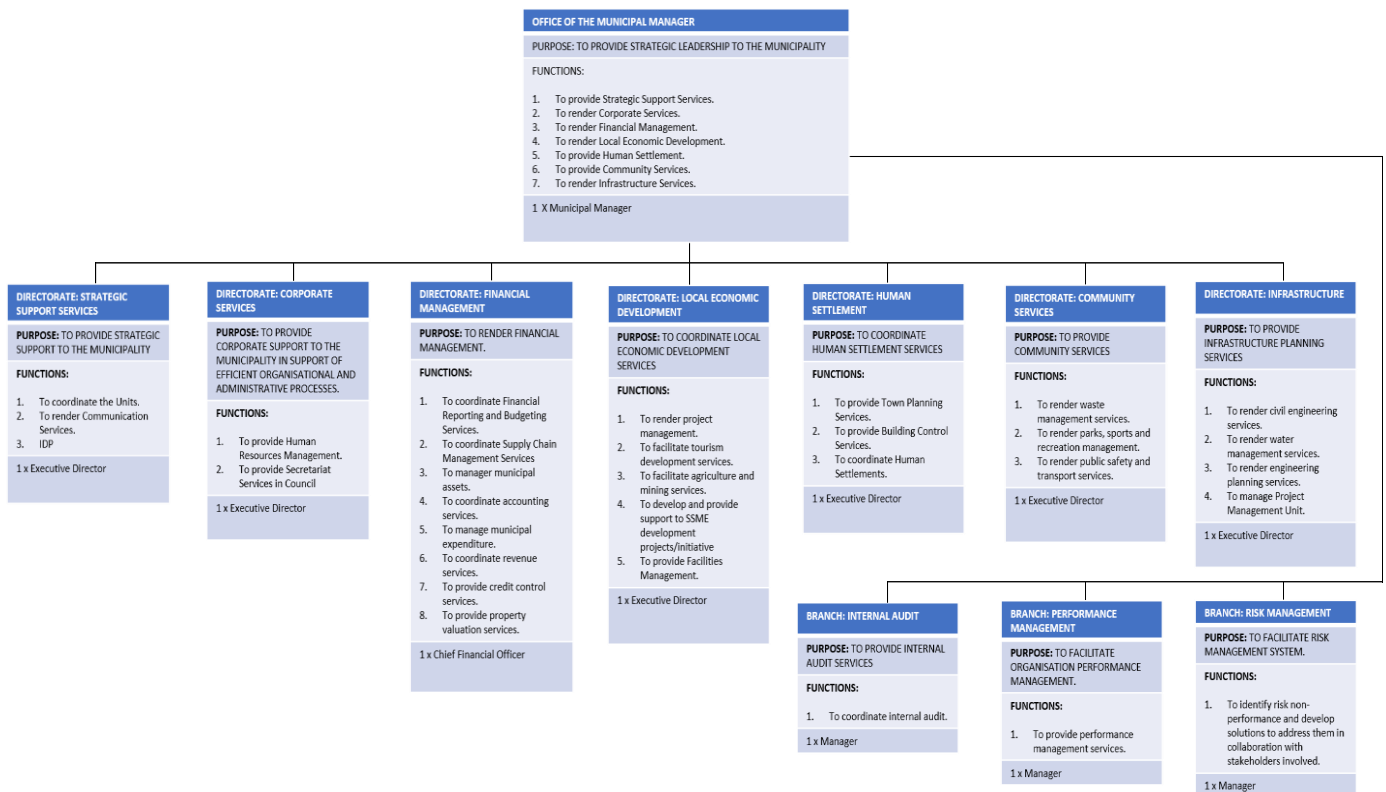 OFFICE OF THE MUNICIPAL MANAGER
PURPOSE: TO PROVIDE STRATEGIC LEADERSHIP TO THE MUNICIPALITY
FUNCTIONS:
1. To provide Strategic Support Services.
2. To render Corporate Services.
3. To render Financial Management.
4. To render Local Economic Development.
5. To provide Human Settlement.
6. To provide Community Services.
7. To render Infrastructure Services.
1 X Municipal Manager
DIRECTORATE: STRATEGIC
SUPPORT SERVICES
PURPOSE: TO PROVIDE STRATEGIC
SUPPORT TO THE MUNICIPALITY
FUNCTIONS:
1. To coordinate the Units.
2. To render Communication
Services.
3. IDP
1 x Executive Director
DIRECTORATE: CORPORATE
SERVICES
PURPOSE: TO PROVIDE
CORPORATE SUPPORT TO THE
MUNICIPALITY IN SUPPORT OF
EFFICIENT ORGANISATIONAL AND
ADMINISTRATIVE PROCESSES.
FUNCTIONS:
1. To provide Human
Resources Management.
2. To provide Secretariat
Services in Council
1 x Executive Director
DIRECTORATE: FINANCIAL
MANAGEMENT
PURPOSE: TO RENDER FINANCIAL
MANAGEMENT.
FUNCTIONS:
1. To coordinate Financial
Reporting and Budgeting
Services.
2. To coordinate Supply Chain
Management Services
3. To manager municipal
assets.
4. To coordinate accounting
services.
5. To manage municipal
expenditure.
6. To coordinate revenue
services.
7. To provide credit control
services.
8. To provide property
valuation services.
1 x Chief Financial Officer
DIRECTORATE: LOCAL ECONOMIC
DEVELOPMENT
PURPOSE: TO COORDINATE LOCAL
ECONOMIC DEVELOPMENT
SERVICES
FUNCTIONS:
1. To render project
management.
2. To facilitate tourism
development services.
3. To facilitate agriculture and
mining services.
4. To develop and provide
support to SSME
development
projects/initiative
5. To provide Facilities
Management.
1 x Executive Director
DIRECTORATE: HUMAN
SETTLEMENT
PURPOSE: TO COORDINATE
HUMAN SETTLEMENT SERVICES
FUNCTIONS:
1. To provide Town Planning
Services.
2. To provide Building Control
Services.
3. To coordinate Human
Settlements.
1 x Executive Director
DIRECTORATE: COMMUNITY
SERVICES
PURPOSE: TO PROVIDE
COMMUNITY SERVICES
FUNCTIONS:
1. To render waste
management services.
2. To render parks, sports and
recreation management.
3. To render public safety and
transport services.
1 x Executive Director
DIRECTORATE: INFRASTRUCTURE
PURPOSE: TO PROVIDE
INFRASTRUCTURE PLANNING
SERVICES
FUNCTIONS:
1. To render civil engineering
services.
2. To render water
management services.
3. To render engineering
planning services.
4. To manage Project
Management Unit.
1 x Executive Director
BRANCH: INTERNAL AUDIT
PURPOSE: TO PROVIDE INTERNAL
AUDIT SERVICES
FUNCTIONS:
1. To coordinate internal audit.
1 x Manager
BRANCH: PERFORMANCE
MANAGEMENT
PURPOSE: TO FACILITATE
ORGANISATION PERFORMANCE
MANAGEMENT.
FUNCTIONS:
1. To provide performance
management services.
1 x Manager
BRANCH: RISK MANAGEMENT
PURPOSE: TO FACILITATE RISK
MANAGEMENT SYSTEM.
FUNCTIONS:
1. To identify risk non-
performance and develop
solutions to address them in
collaboration with
stakeholders involved.
1 x Manager